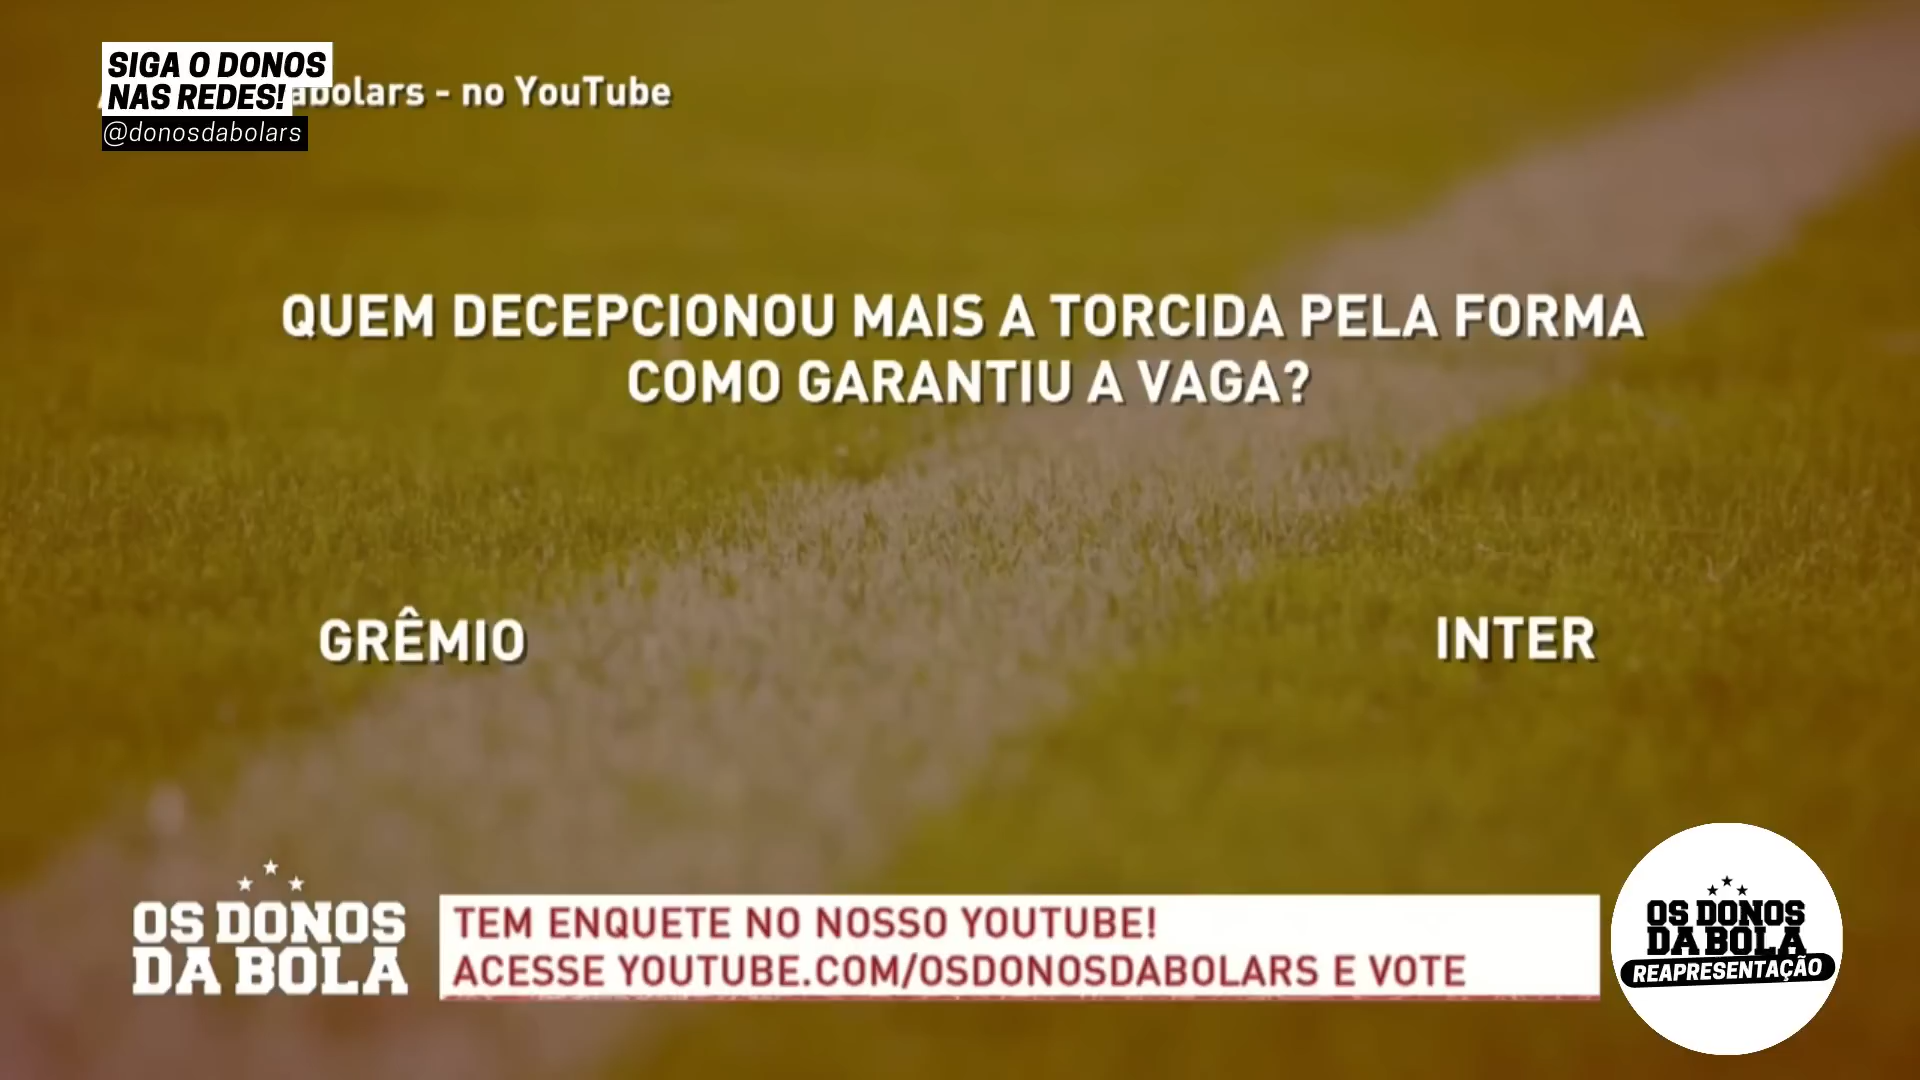 SIGA O DONOS
NAS REDES!
abolars - no YouTube
@donosdabolars
QUEM DECEPCIONOU MAIS A TORCIDA PELA FORMA
COMO GARANTIU A VAGA?
GRÊMIO
INTER
OS DONOS
DA BOLA
TEM ENQUETE NO NOSSO YOUTUBE!
ACESSE YOUTUBE.COM/OSDONOSDABOLARS E VOTE
OS DONOS
DA BOLA
REAPRESENTAÇÃO